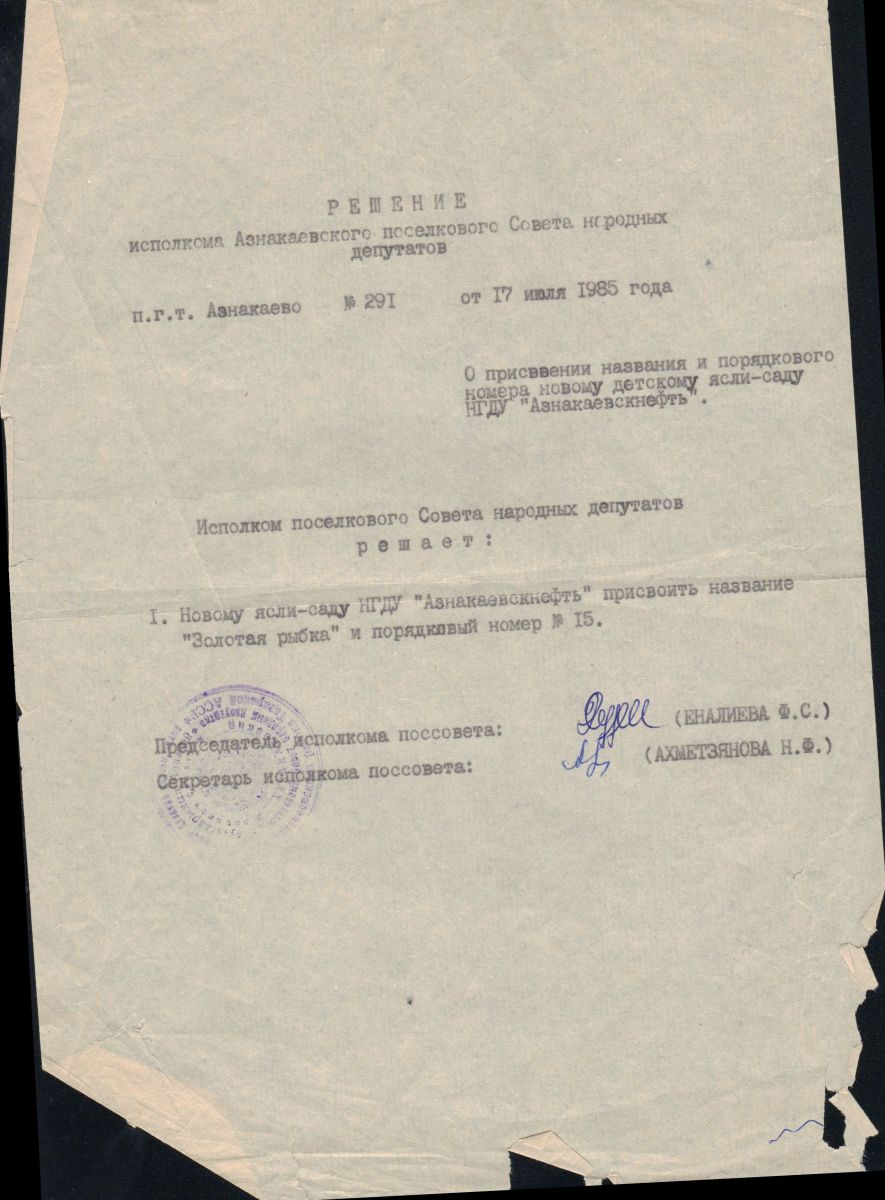 Р Е Ш Е Н И Е
исполкома Азнакаевского поселкового Совета народных
депутатов
п.г.т. Азнакаево № 291 от 17 июля 1985 года
О присввении названия и порядкового
номера новому детскому ясли-саду
НГДУ "Азнакаевскнефть".
Исполком поселкового Совета народных депутатов
р е ш а е т :
1. Новому ясли-саду НГДУ "Азнакаевскнефть" присвоить название
"Золотая рыбка" и порядковый номер № 15.
Председатель исполкома поссовета: (ЕНАЛИЕВА Ф.С.)
Секретарь исполкома поссовета: (АХМЕТЗЯНОВА Н.Ф.)